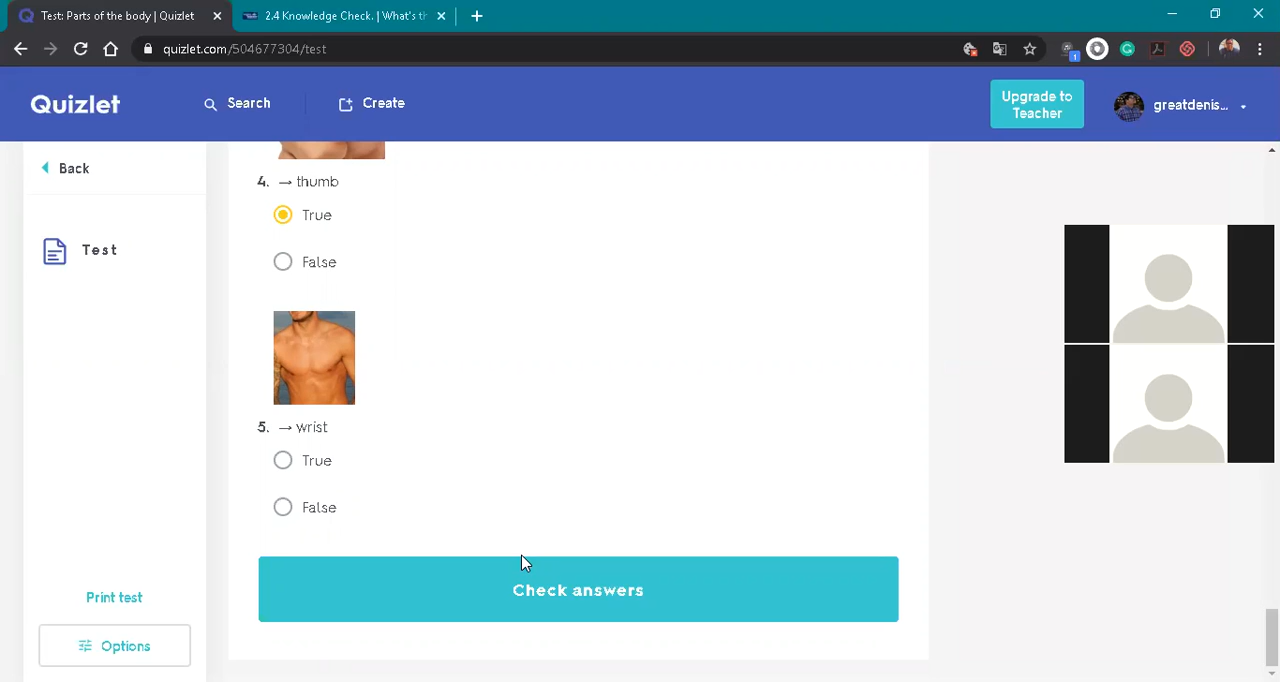 Test: Parts of the body | Quizlet
2.4 Knowledge Check. | What's th
quizlet.com/504677304/test
1
Quizlet
Search
Create
Upgrade to
Teacher
greatdenis...
Back
Test
4. → thumb
True
False
5. → wrist
True
False
Check answers
Print test
Options